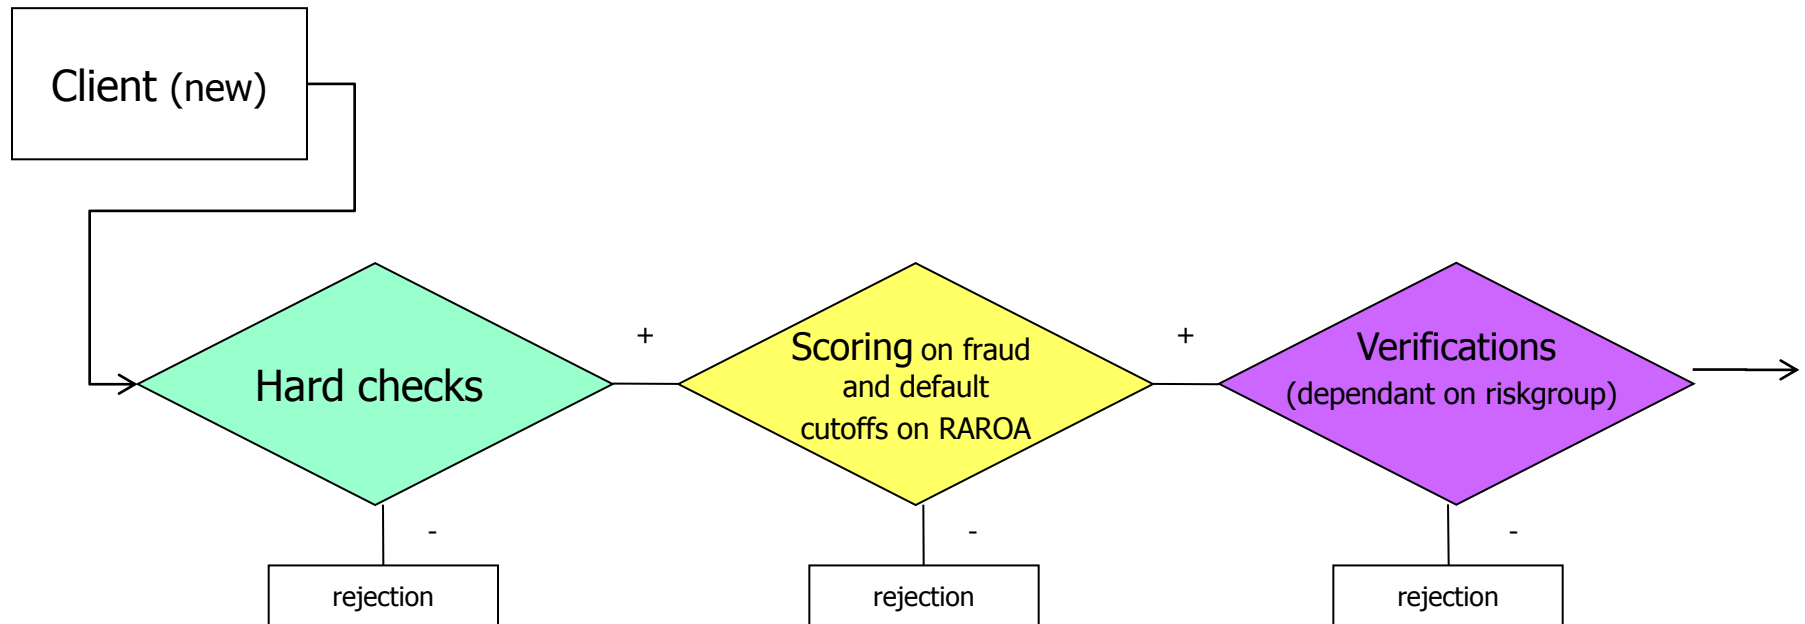 Client (new)
+
+
Hard checks
Scoring on fraud
and default
cutoffs on RAROA
Verifications
(dependant on riskgroup)
-
-
-
rejection
rejection
rejection